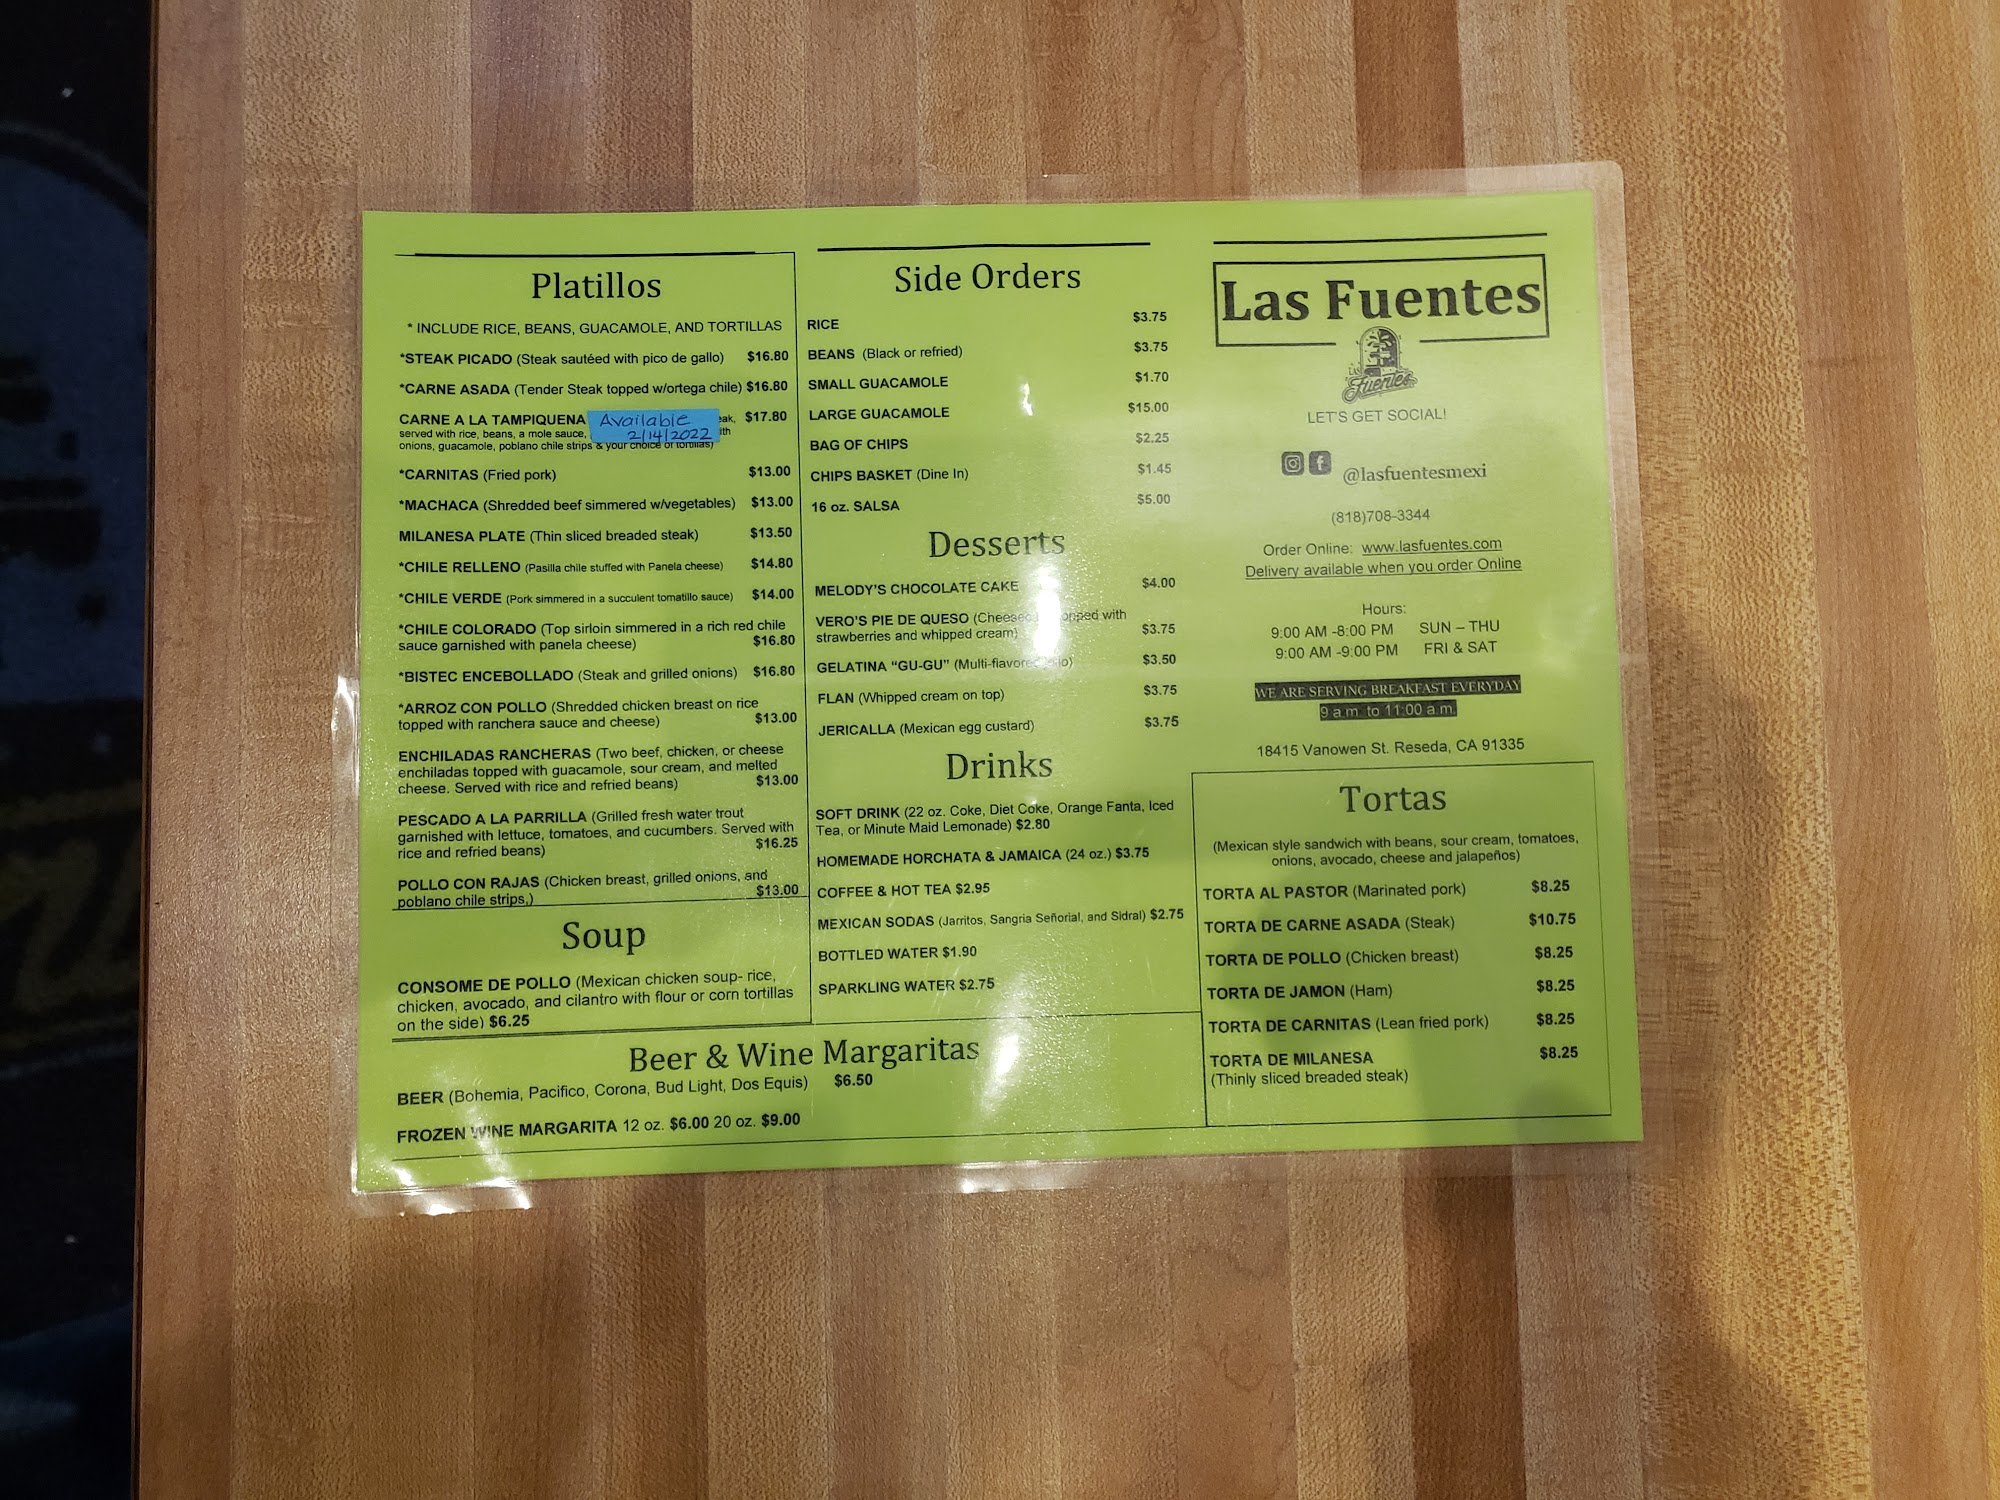 Platillos
* INCLUDE RICE, BEANS, GUACAMOLE, AND TORTILLAS
*STEAK PICADO (Steak sautéed with pico de gallo) $16.80
*CARNE ASADA (Tender Steak topped w/ortega chile) $16.80
CARNE A LA TAMPIQUENA $17.80
Available
2/14/2022
served with rice, beans, a mole sauce,
onions, guacamole, poblano chile strips & your choice of tortillas)
*CARNITAS (Fried pork) $13.00
*MACHACA (Shredded beef simmered w/vegetables) $13.00
MILANESA PLATE (Thin sliced breaded steak) $13.50
*CHILE RELLENO (Pasilla chile stuffed with Panela cheese) $14.80
*CHILE VERDE (Pork simmered in a succulent tomatillo sauce) $14.00
*CHILE COLORADO (Top sirloin simmered in a rich red chile
sauce garnished with panela cheese) $16.80
*BISTEC ENCEBOLLADO (Steak and grilled onions) $16.80
*ARROZ CON POLLO (Shredded chicken breast on rice
topped with ranchera sauce and cheese) $13.00
ENCHILADAS RANCHERAS (Two beef, chicken, or cheese
enchiladas topped with guacamole, sour cream, and melted
cheese. Served with rice and refried beans) $13.00
PESCADO A LA PARRILLA (Grilled fresh water trout
garnished with lettuce, tomatoes, and cucumbers. Served with
rice and refried beans) $16.25
POLLO CON RAJAS (Chicken breast, grilled onions, and
poblano chile strips,) $13.00
Soup
CONSOME DE POLLO (Mexican chicken soup- rice,
chicken, avocado, and cilantro with flour or corn tortillas
on the side) $6.25
Beer & Wine Margaritas
BEER (Bohemia, Pacifico, Corona, Bud Light, Dos Equis) $6.50
FROZEN WINE MARGARITA 12 oz. $6.00 20 oz. $9.00
Side Orders
RICE $3.75
BEANS (Black or refried) $3.75
SMALL GUACAMOLE $1.70
LARGE GUACAMOLE $15.00
BAG OF CHIPS $2.25
CHIPS BASKET (Dine In) $1.45
16 oz. SALSA $5.00
Desserts
MELODY'S CHOCOLATE CAKE $4.00
VERO'S PIE DE QUESO with
strawberries and whipped cream) $3.75
GELATINA "GU-GU" $3.50
FLAN (Whipped cream on top) $3.75
JERICALLA (Mexican egg custard) $3.75
Drinks
SOFT DRINK (22 oz. Coke, Diet Coke, Orange Fanta, Iced
Tea, or Minute Maid Lemonade) $2.80
HOMEMADE HORCHATA & JAMAICA (24 oz.) $3.75
COFFEE & HOT TEA $2.95
MEXICAN SODAS (Jarritos, Sangria Señorial, and Sidral) $2.75
BOTTLED WATER $1.90
SPARKLING WATER $2.75
Las Fuentes
LAS
Fuentes
LET'S GET SOCIAL!
@lasfuentesmexi
(818)708-3344
Order Online: www.lasfuentes.com
Delivery available when you order Online
Hours:
9:00 AM -8:00 PM SUN – THU
9:00 AM -9:00 PM FRI & SAT
WE ARE SERVING BREAKFAST EVERYDAY
9 a.m. to 11:00 a.m.
18415 Vanowen St. Reseda, CA 91335
Tortas
(Mexican style sandwich with beans, sour cream, tomatoes,
onions, avocado, cheese and jalapeños)
TORTA AL PASTOR (Marinated pork) $8.25
TORTA DE CARNE ASADA (Steak) $10.75
TORTA DE POLLO (Chicken breast) $8.25
TORTA DE JAMON (Ham) $8.25
TORTA DE CARNITAS (Lean fried pork) $8.25
TORTA DE MILANESA $8.25
(Thinly sliced breaded steak)